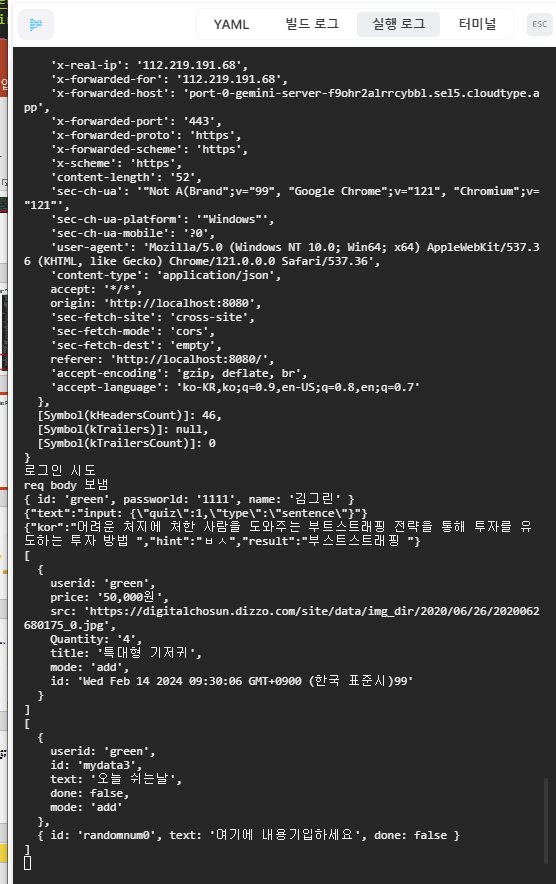 YAML 빌드 로그 실행 로그 터미널 ESC
'x-real-ip': '112.219.191.68',
'x-forwarded-for': '112.219.191.68',
'x-forwarded-host': 'port-0-gemini-server-f9ohr2alrrcybbl.sel5.cloudtype.a
pp',
'x-forwarded-port': '443',
'x-forwarded-proto': 'https',
'x-forwarded-scheme': 'https',
'x-scheme': 'https',
'content-length': '52',
'sec-ch-ua': '"Not A(Brand";v="99", "Google Chrome";v="121", "Chromium";v=
"121"',
'sec-ch-ua-platform': '"Windows"',
'sec-ch-ua-mobile': '?0',
'user-agent': 'Mozilla/5.0 (Windows NT 10.0; Win64; x64) AppleWebKit/537.3
6 (KHTML, like Gecko) Chrome/121.0.0.0 Safari/537.36',
'content-type': 'application/json',
accept: '*/*',
origin: 'http://localhost:8080',
'sec-fetch-site': 'cross-site',
'sec-fetch-mode': 'cors',
'sec-fetch-dest': 'empty',
referer: 'http://localhost:8080/',
'accept-encoding': 'gzip, deflate, br',
'accept-language': 'ko-KR,ko;q=0.9,en-US;q=0.8,en;q=0.7'
},
[Symbol(kHeadersCount)]: 46,
[Symbol(kTrailers)]: null,
[Symbol(kTrailersCount)]: 0
}
로그인 시도
req body 보냄
{ id: 'green', password: '1111', name: '김그린' }
{"text":"input: {\"quiz\":1,\"type\":\"sentence\"}"}
{"kor":"어려운 처지에 처한 사람을 도와주는 부트스트래핑 전략을 통해 투자를 유
도하는 투자 방법 ","hint":"ㅂㅅ","result":"부스트스트래핑 "}
[
{
userid: 'green',
price: '50,000원',
src: 'https://digitalchosun.dizzo.com/site/data/img_dir/2020/06/26/2020062
680175_0.jpg',
Quantity: '4',
title: '특대형 기저귀',
mode: 'add',
id: 'Wed Feb 14 2024 09:30:06 GMT+0900 (한국 표준시)99'
}
]
[
{
userid: 'green',
id: 'mydata3',
text: '오늘 쉬는날',
done: false,
mode: 'add'
},
{ id: 'randomnum0', text: '여기에 내용기입하세요', done: false }
]